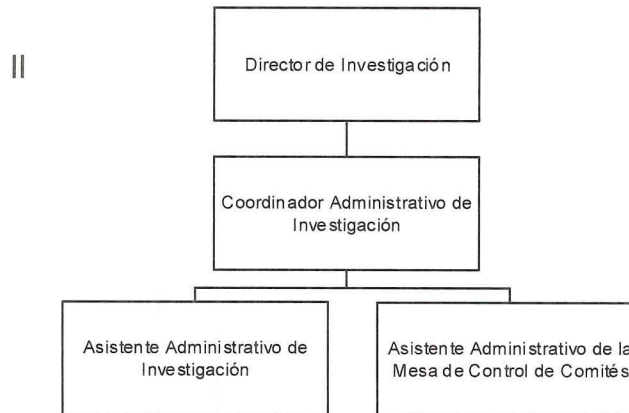 II
Director de Investigación
Coordinador Administrativo de
Investigación
Asistente Administrativo de
Investigación
Asistente Administrativo de la
Mesa de Control de Comités